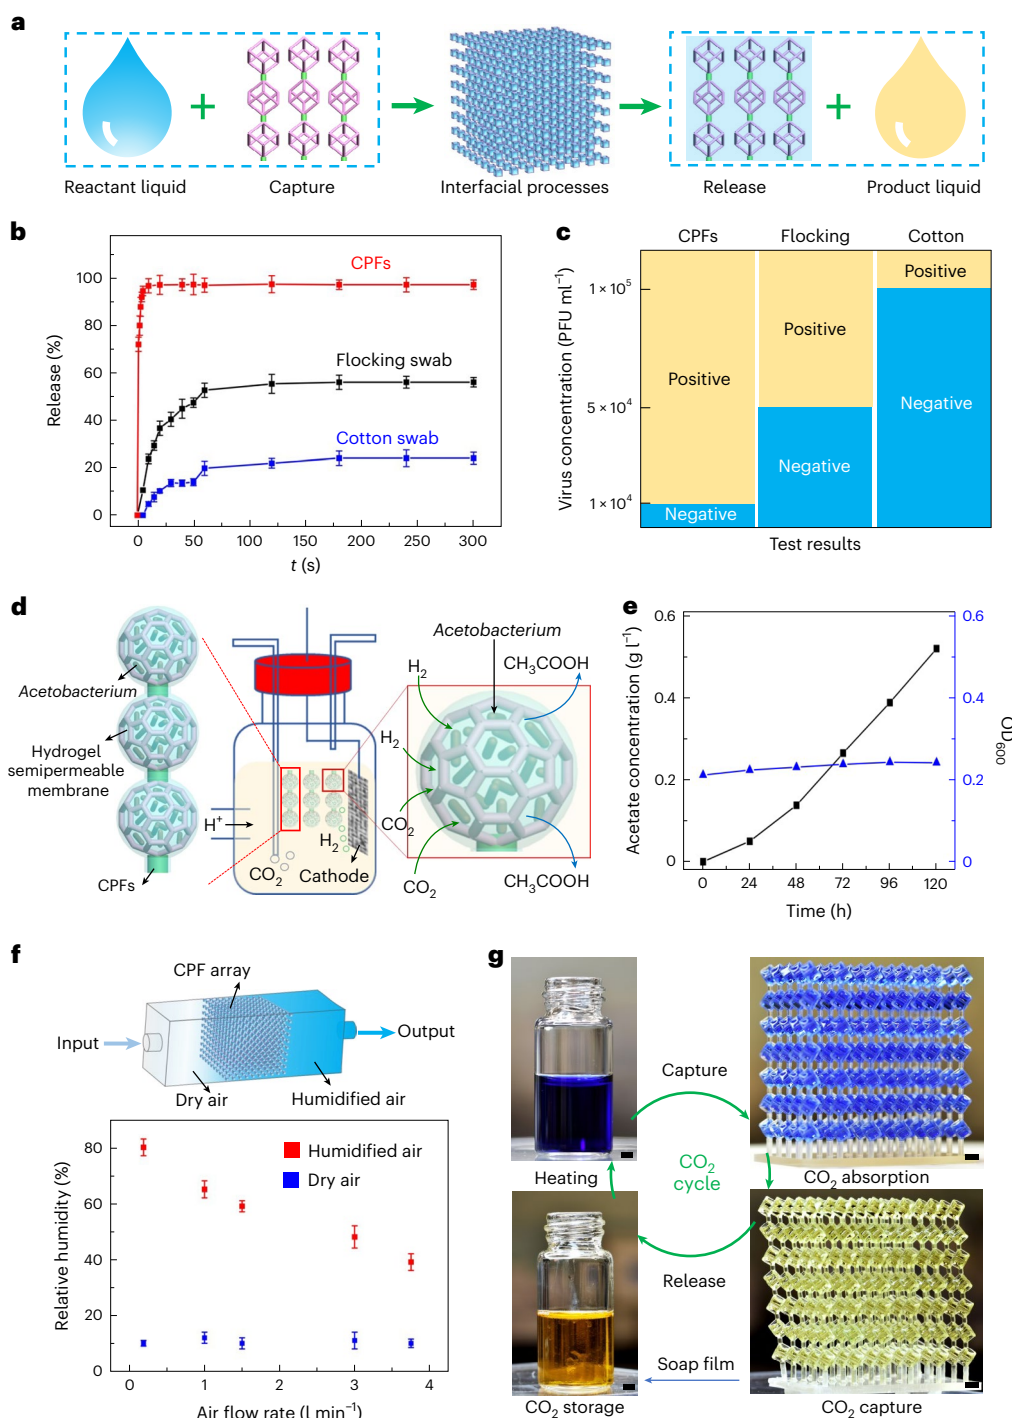 a
Reactant liquid
Capture
Interfacial processes
Release
Product liquid
b
Release (%)
100
80
60
40
20
0
CPFs
Flocking swab
Cotton swab
0 50 100 150 200 250 300
t (s)
c
CPFs Flocking Cotton
Virus concentration (PFU ml⁻¹)
1 × 10⁵
5 × 10⁴
1 × 10⁴
Positive
Negative
Positive
Negative
Positive
Negative
Test results
d
Acetobacterium
Hydrogel
semipermeable
membrane
CPFs
H⁺
CO₂
H₂
Cathode
Acetobacterium
H₂
H₂
CO₂
CO₂
CH₃COOH
CH₃COOH
e
Acetate concentration (g l⁻¹)
0.6
0.4
0.2
0
0.6
0.4
0.2
0
OD₆₀₀
0 24 48 72 96 120
Time (h)
f
CPF array
Input
Output
Dry air
Humidified air
Relative humidity (%)
80
60
40
20
0
Humidified air
Dry air
0 1 2 3 4
Air flow rate (l min⁻¹)
g
Capture
Heating
CO₂
cycle
CO₂ absorption
Release
Soap film
CO₂ storage
CO₂ capture